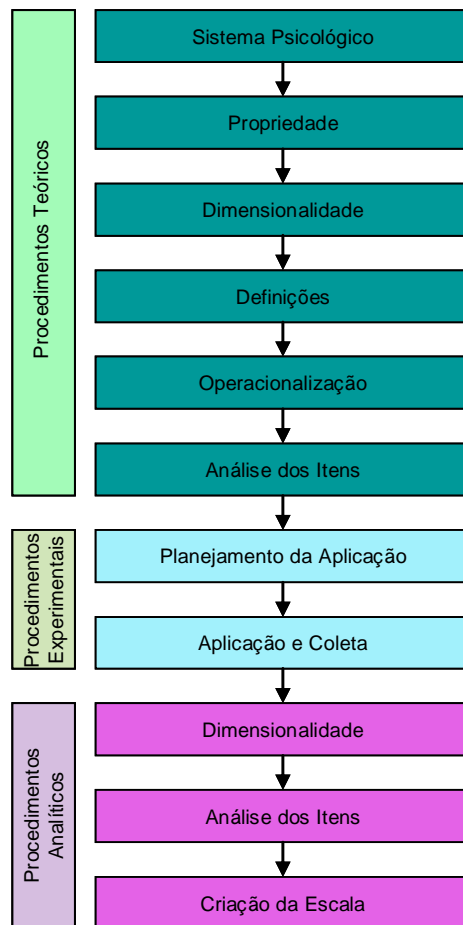 Procedimentos Teóricos
Sistema Psicológico
Propriedade
Dimensionalidade
Definições
Operacionalização
Análise dos Itens
Procedimentos
Experimentais
Planejamento da Aplicação
Aplicação e Coleta
Procedimentos
Analíticos
Dimensionalidade
Análise dos Itens
Criação da Escala